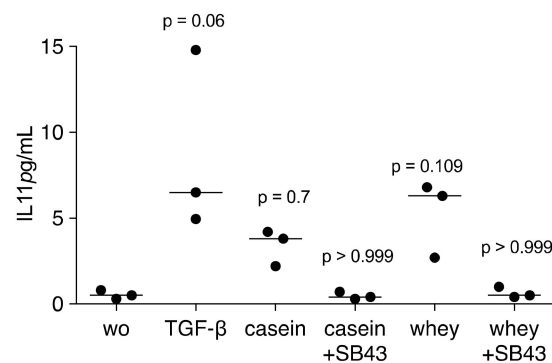 p = 0.06
15
p = 0.109
10
p = 0.7
p > 0.999
p > 0.999
5
0
IL11pg/mL
wo TGF-β casein casein whey whey
+SB43 +SB43